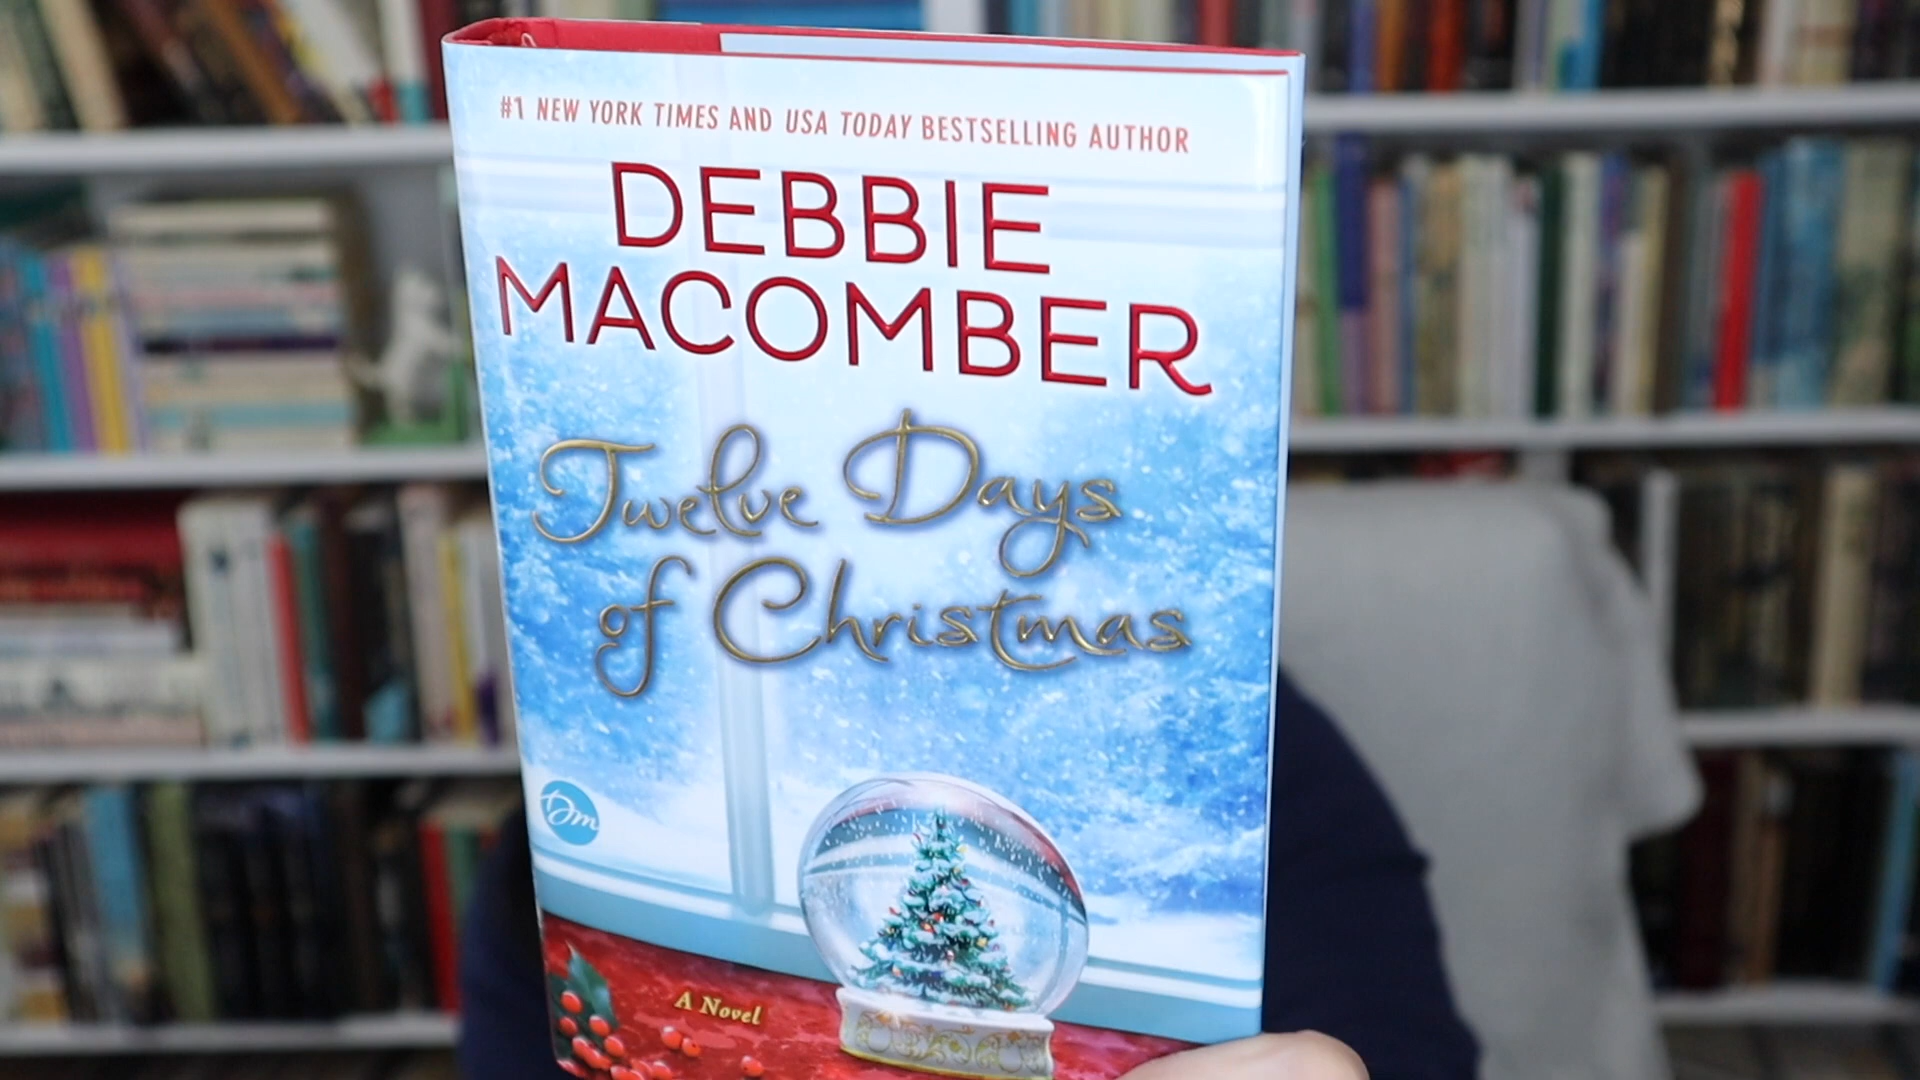 #1 NEW YORK TIMES AND USA TODAY BESTSELLING AUTHOR
DEBBIE
MACOMBER
Twelve Days
of Christmas
Dm
A Novel